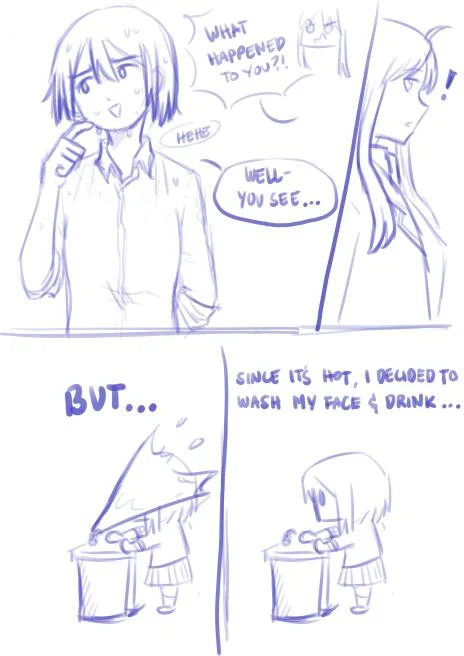 !
WHAT
HAPPENED
TO YOU?!
HEHE
WELL-
YOU SEE...
SINCE IT'S HOT, I DECIDED TO
WASH MY FACE & DRINK...
BUT...